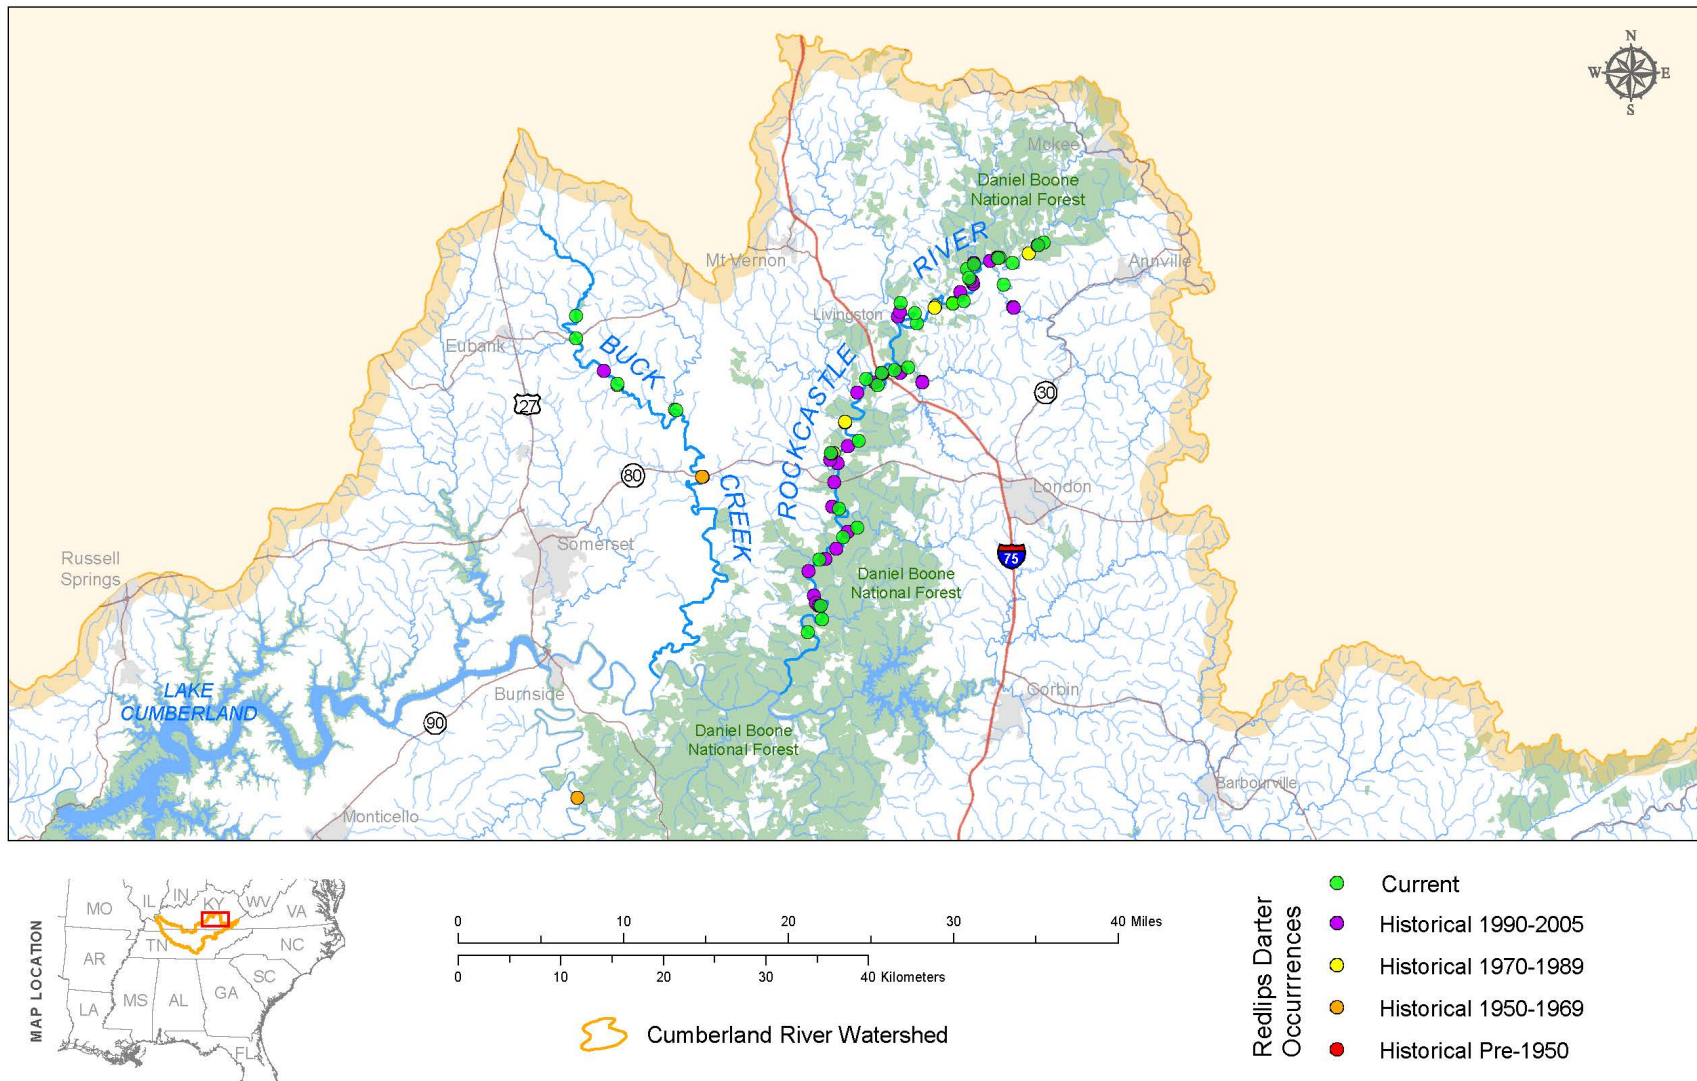 N
W E
S
Mckee
Daniel Boone
National Forest
RIVER
Mt Vernon
Annville
Livingston
Eubank
BUCK
ROCKCASTLE
27
30
80
CREEK
London
Somerset
75
Russell
Springs
Daniel Boone
National Forest
LAKE
CUMBERLAND
Burnside
Corbin
90
Daniel Boone
National Forest
Barbourville
Monticello
MAP LOCATION
MO
IL
IN
KY
WV
VA
TN
NC
AR
SC
MS
AL
GA
LA
FL
0 10 20 30 40 Miles
0 10 20 30 40 Kilometers
Cumberland River Watershed
Redlips Darter
Occurrrences
Current
Historical 1990-2005
Historical 1970-1989
Historical 1950-1969
Historical Pre-1950